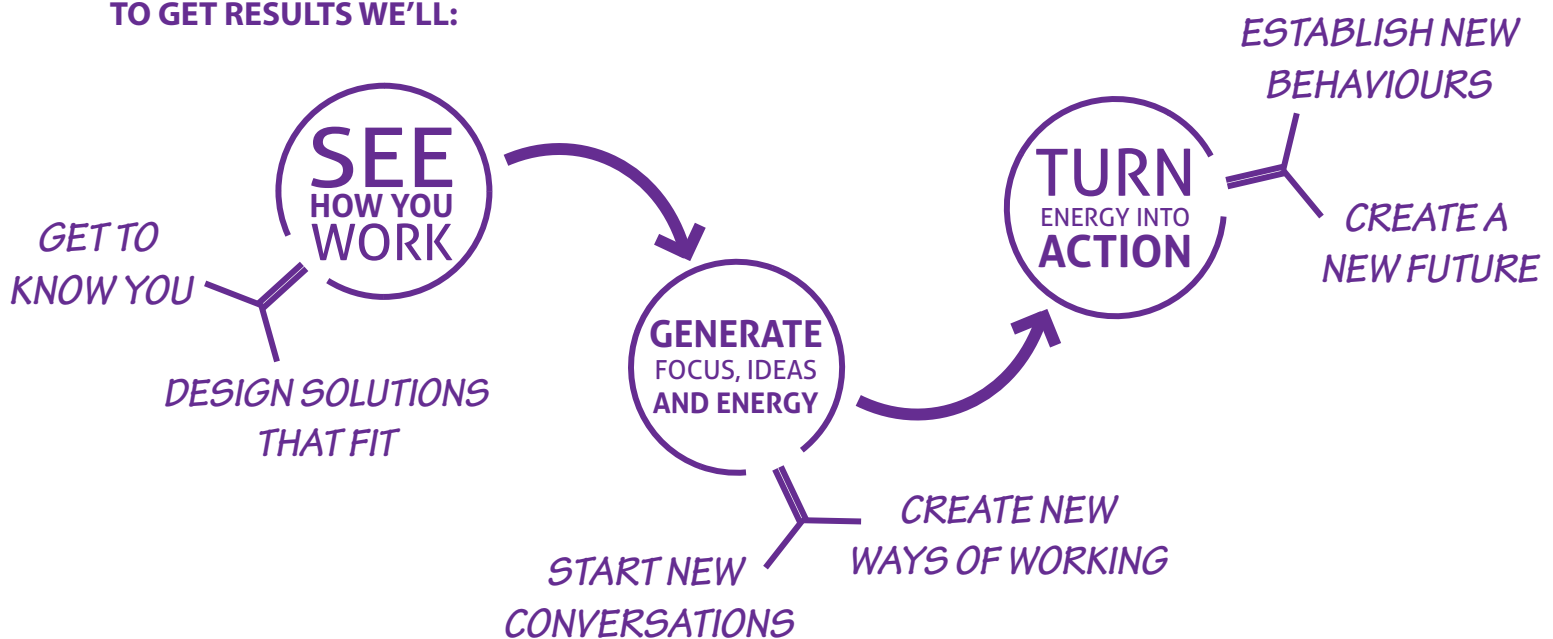 TO GET RESULTS WE’LL:
SEE
HOW YOU
WORK
GET TO
KNOW YOU
DESIGN SOLUTIONS
THAT FIT
GENERATE
FOCUS, IDEAS
AND ENERGY
START NEW
CONVERSATIONS
CREATE NEW
WAYS OF WORKING
TURN
ENERGY INTO
ACTION
ESTABLISH NEW
BEHAVIOURS
CREATE A
NEW FUTURE